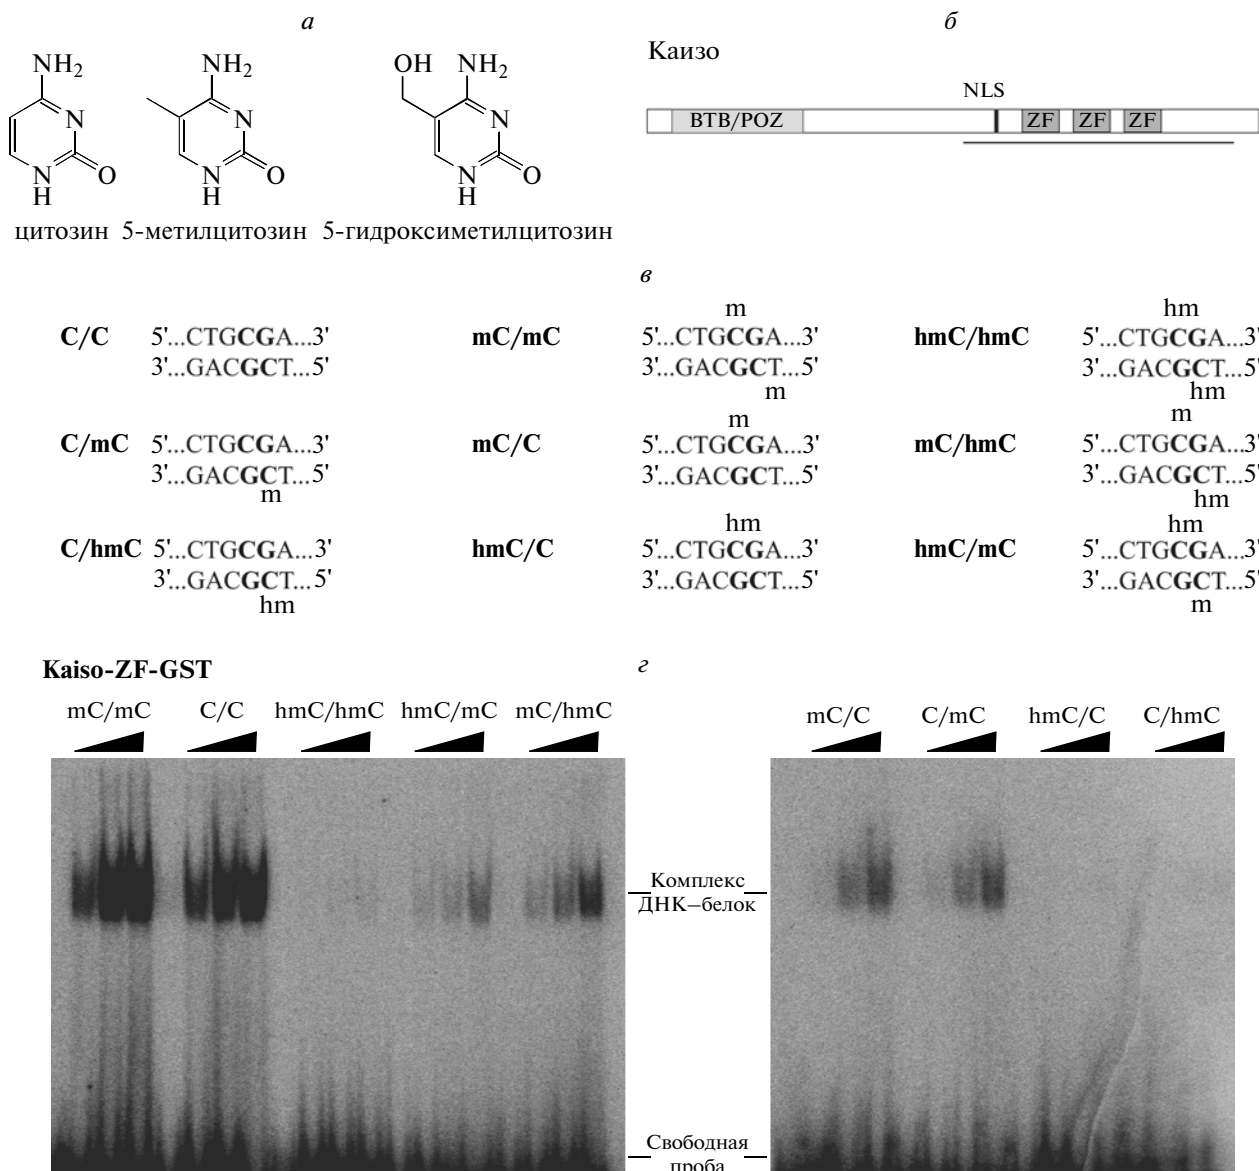 а
NH2
N
N
H
O
NH2
N
N
H
O
OH
NH2
N
N
H
O
цитозин 5-метилцитозин 5-гидроксиметилцитозин
б
Каизо
NLS
BTB/POZ ZF ZF ZF
в
C/C 5'...CTGCGA...3'
3'...GACGCT...5'
m
mC/mC 5'...CTGCGA...3'
3'...GACGCT...5'
m
hm
hmC/hmC 5'...CTGCGA...3'
3'...GACGCT...5'
hm
C/mC 5'...CTGCGA...3'
3'...GACGCT...5'
m
m
mC/C 5'...CTGCGA...3'
3'...GACGCT...5'
m
mC/hmC 5'...CTGCGA...3'
3'...GACGCT...5'
hm
C/hmC 5'...CTGCGA...3'
3'...GACGCT...5'
hm
hm
hmC/C 5'...CTGCGA...3'
3'...GACGCT...5'
hm
hmC/mC 5'...CTGCGA...3'
3'...GACGCT...5'
m
г
Kaiso-ZF-GST
mC/mC C/C hmC/hmC hmC/mC mC/hmC
mC/C C/mC hmC/C C/hmC
Комплекс
ДНК–белок
Свободная
проба